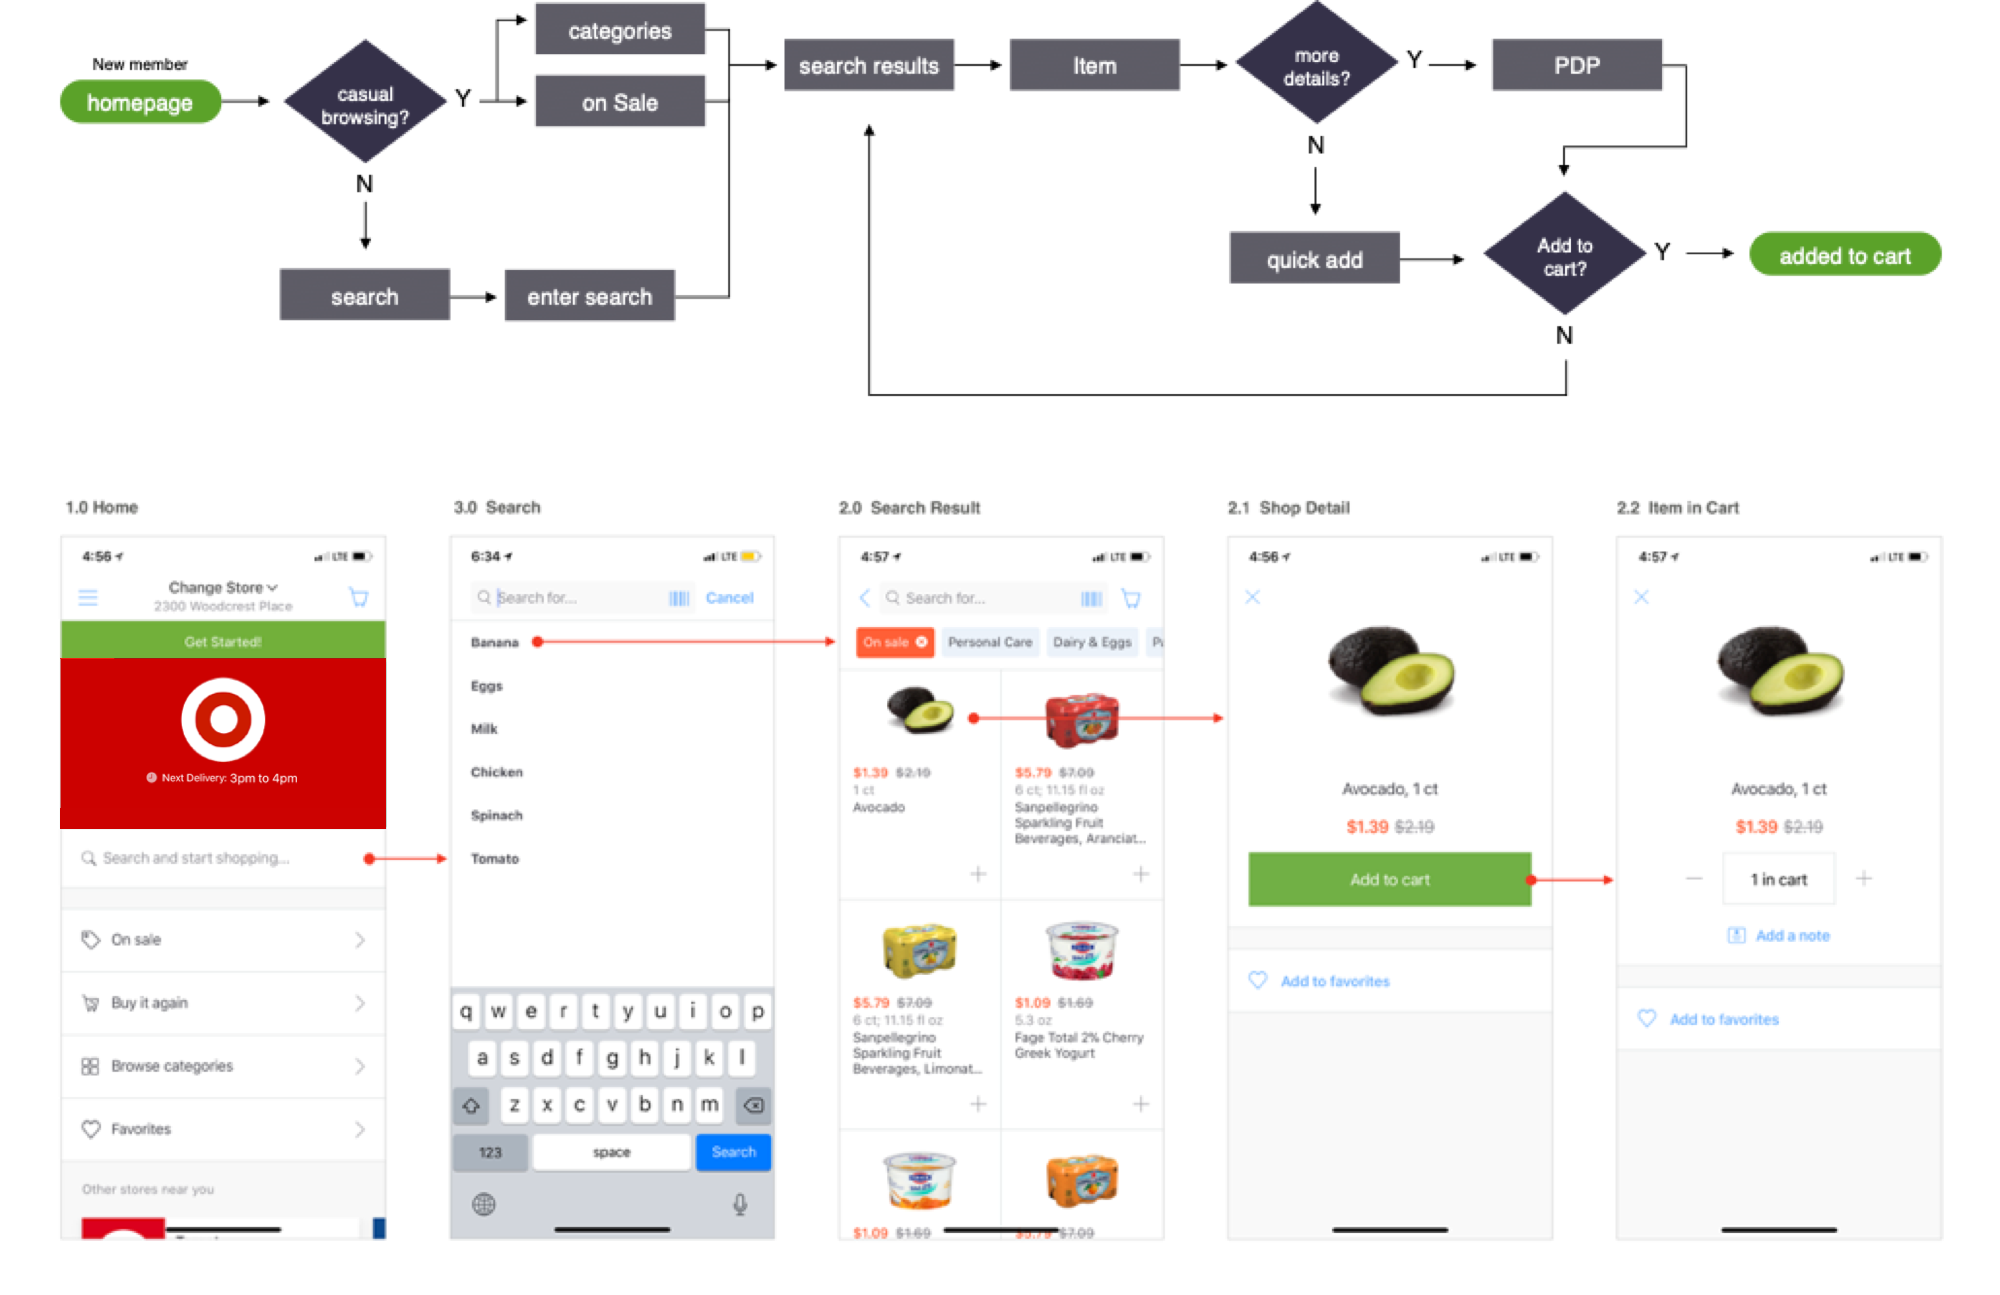 New member
homepage
casual
browsing?
Y
N
categories
on Sale
search
enter search
search results
Item
more
details?
Y
N
PDP
quick add
Add to
cart?
Y
N
added to cart
1.0 Home
4:56
LTE
Change Store
2300 Woodcrest Place
Get Started!
Next Delivery: 3pm to 4pm
Search and start shopping...
On sale
Buy it again
Browse categories
Favorites
Other stores near you
3.0 Search
6:34
LTE
Search for...
Cancel
Banana
Eggs
Milk
Chicken
Spinach
Tomato
q w e r t y u i o p
a s d f g h j k l
z x c v b n m
123
space
Search
2.0 Search Result
4:57
LTE
Search for...
On sale
Personal Care
Dairy & Eggs
$1.39 $2.19
1 ct
Avocado
$5.79 $7.09
6 ct; 11.15 fl oz
Sanpellegrino
Sparkling Fruit
Beverages, Aranciat...
$5.79 $7.09
6 ct; 11.15 fl oz
Sanpellegrino
Sparkling Fruit
Beverages, Limonat...
$1.09 $1.69
5.3 oz
Fage Total 2% Cherry
Greek Yogurt
$1.09 $1.69
$5.79 $7.09
2.1 Shop Detail
4:56
LTE
Avocado, 1 ct
$1.39 $2.19
Add to cart
Add to favorites
2.2 Item in Cart
4:57
LTE
Avocado, 1 ct
$1.39 $2.19
1 in cart
Add a note
Add to favorites